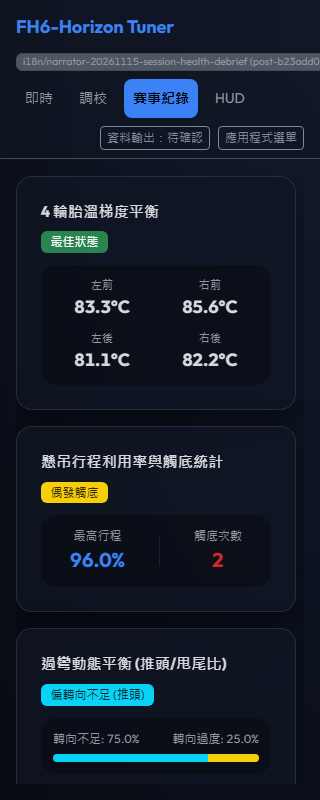 FH6-Horizon Tuner
i18n/narrator-20261115-session-health-debrief (post-b23add0
即時
調校
賽事紀錄
HUD
資料輸出：待確認
應用程式選單
4 輪胎溫梯度平衡
最佳狀態
左前
右前
83.3°C
85.6°C
左後
右後
81.1°C
82.2°C
懸吊行程利用率與觸底統計
偶發觸底
最高行程
觸底次數
96.0%
2
過彎動態平衡 (推頭/甩尾比)
偏轉向不足 (推頭)
轉向不足: 75.0%
轉向過度: 25.0%